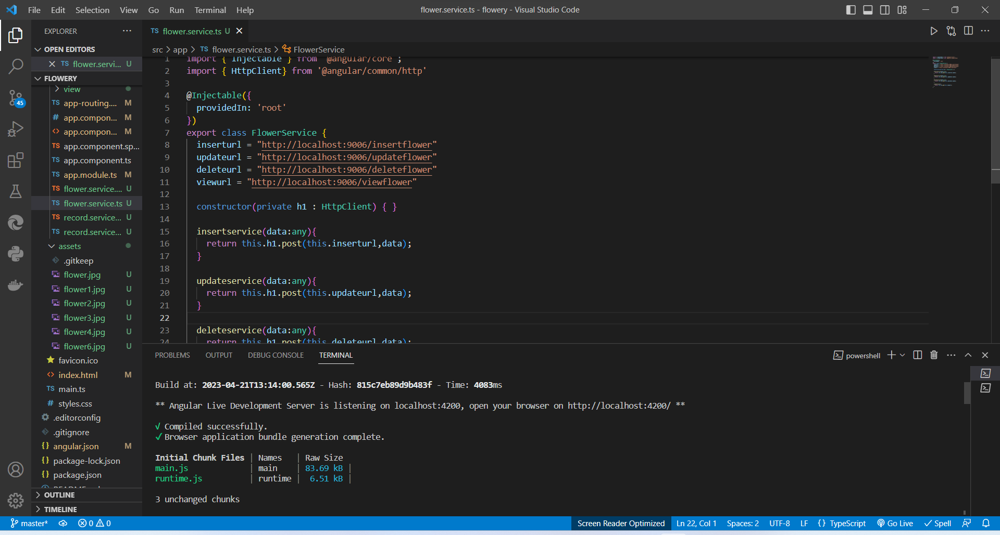 File Edit Selection View Go Run Terminal Help
flower.service.ts - flowery - Visual Studio Code
EXPLORER
OPEN EDITORS
TS flower.servi... U
FLOWERY
view
TS app-routing.... M
# app.compon... M
<> app.compon... M
TS app.component.sp...
TS app.component.ts
TS app.module.ts M
TS flower.service.... U
TS flower.service.ts U
TS record.service... U
TS record.service... U
assets
.gitkeep
flower.jpg U
flower1.jpg U
flower2.jpg U
flower3.jpg U
flower4.jpg U
flower6.jpg U
favicon.ico
<> index.html M
TS main.ts
# styles.css
.editorconfig
.gitignore
{} angular.json M
{} package-lock.json
{} package.json
OUTLINE
TIMELINE
45
TS flower.service.ts U
src > app > TS flower.service.ts > FlowerService
1 import { Injectable } from '@angular/core';
2 import { HttpClient} from '@angular/common/http'
3
4 @Injectable({
5 providedIn: 'root'
6 })
7 export class FlowerService {
8 inserturl = "http://localhost:9006/insertflower"
9 updateurl = "http://localhost:9006/updateflower"
10 deleteurl = "http://localhost:9006/deleteflower"
11 viewurl = "http://localhost:9006/viewflower"
12
13 constructor(private h1 : HttpClient) { }
14
15 insertservice(data:any){
16 return this.h1.post(this.inserturl,data);
17 }
18
19 updateservice(data:any){
20 return this.h1.post(this.updateurl,data);
21 }
22
23 deleteservice(data:any){
24 return this.h1.post(this.deleteurl,data);
PROBLEMS OUTPUT DEBUG CONSOLE TERMINAL
powershell
Build at: 2023-04-21T13:14:00.565Z - Hash: 815c7eb89d9b483f - Time: 4083ms
** Angular Live Development Server is listening on localhost:4200, open your browser on http://localhost:4200/ **
√ Compiled successfully.
✔ Browser application bundle generation complete.
Initial Chunk Files | Names | Raw Size
main.js | main | 83.69 kB |
runtime.js | runtime | 6.51 kB |
3 unchanged chunks
master* 0 0 Screen Reader Optimized Ln 22, Col 1 Spaces: 2 UTF-8 LF {} TypeScript Go Live Spell